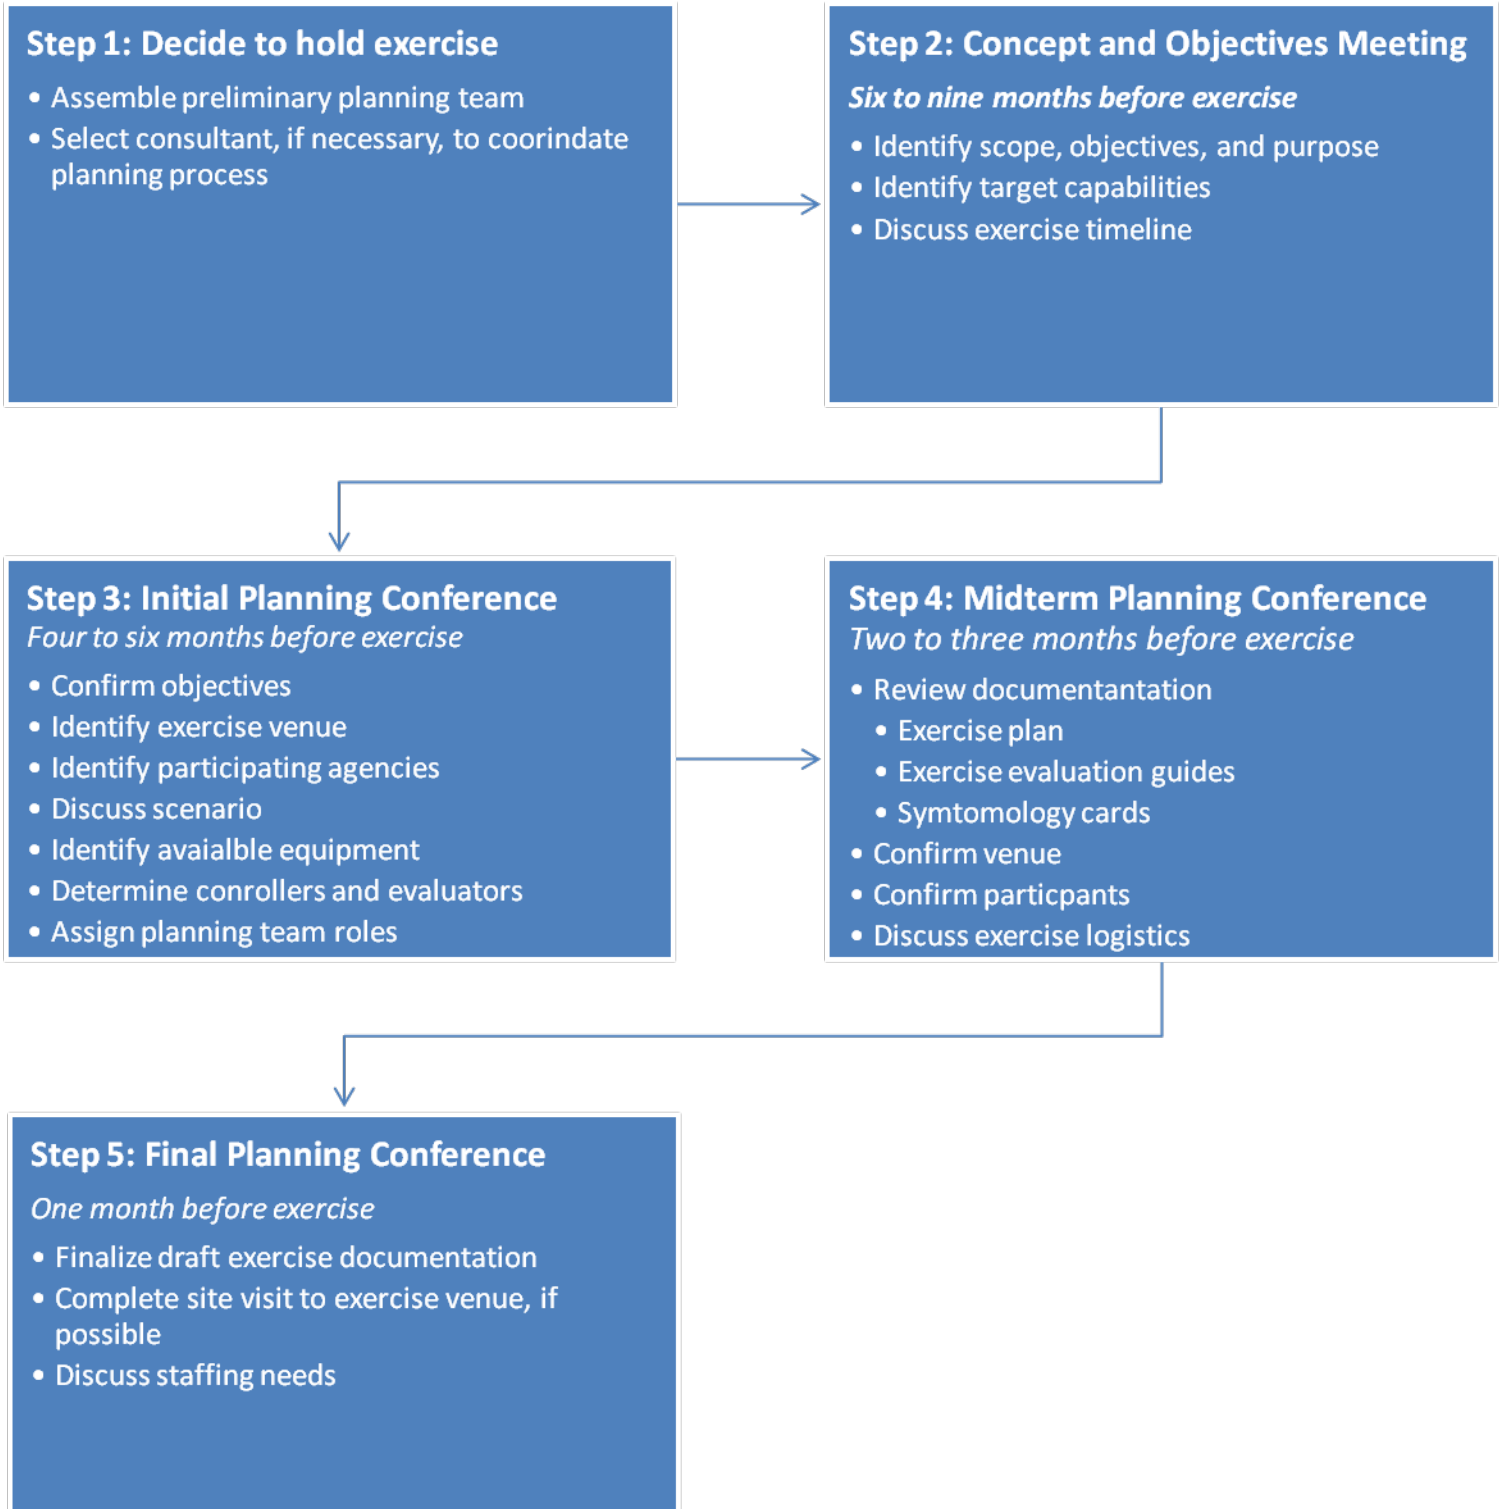 Step 1: Decide to hold exercise
• Assemble preliminary planning team
• Select consultant, if necessary, to coorindate
planning process
Step 2: Concept and Objectives Meeting
Six to nine months before exercise
• Identify scope, objectives, and purpose
• Identify target capabilities
• Discuss exercise timeline
Step 3: Initial Planning Conference
Four to six months before exercise
• Confirm objectives
• Identify exercise venue
• Identify participating agencies
• Discuss scenario
• Identify avaialble equipment
• Determine conrollers and evaluators
• Assign planning team roles
Step 4: Midterm Planning Conference
Two to three months before exercise
• Review documentantation
• Exercise plan
• Exercise evaluation guides
• Symtomology cards
• Confirm venue
• Confirm particpants
• Discuss exercise logistics
Step 5: Final Planning Conference
One month before exercise
• Finalize draft exercise documentation
• Complete site visit to exercise venue, if
possible
• Discuss staffing needs